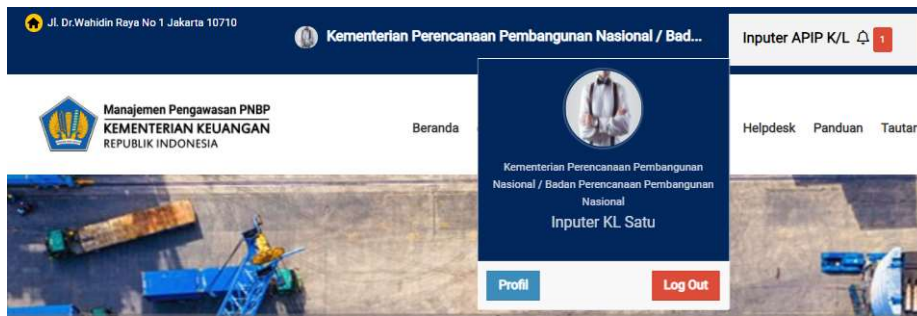 Jl. Dr.Wahidin Raya No 1 Jakarta 10710
Kementerian Perencanaan Pembangunan Nasional / Bad...
Inputer APIP K/L
1
Manajemen Pengawasan PNBP
KEMENTERIAN KEUANGAN
REPUBLIK INDONESIA
Beranda
Helpdesk Panduan Tautan
Kementerian Perencanaan Pembangunan
Nasional / Badan Perencanaan Pembangunan
Nasional
Inputer KL Satu
Profil
Log Out